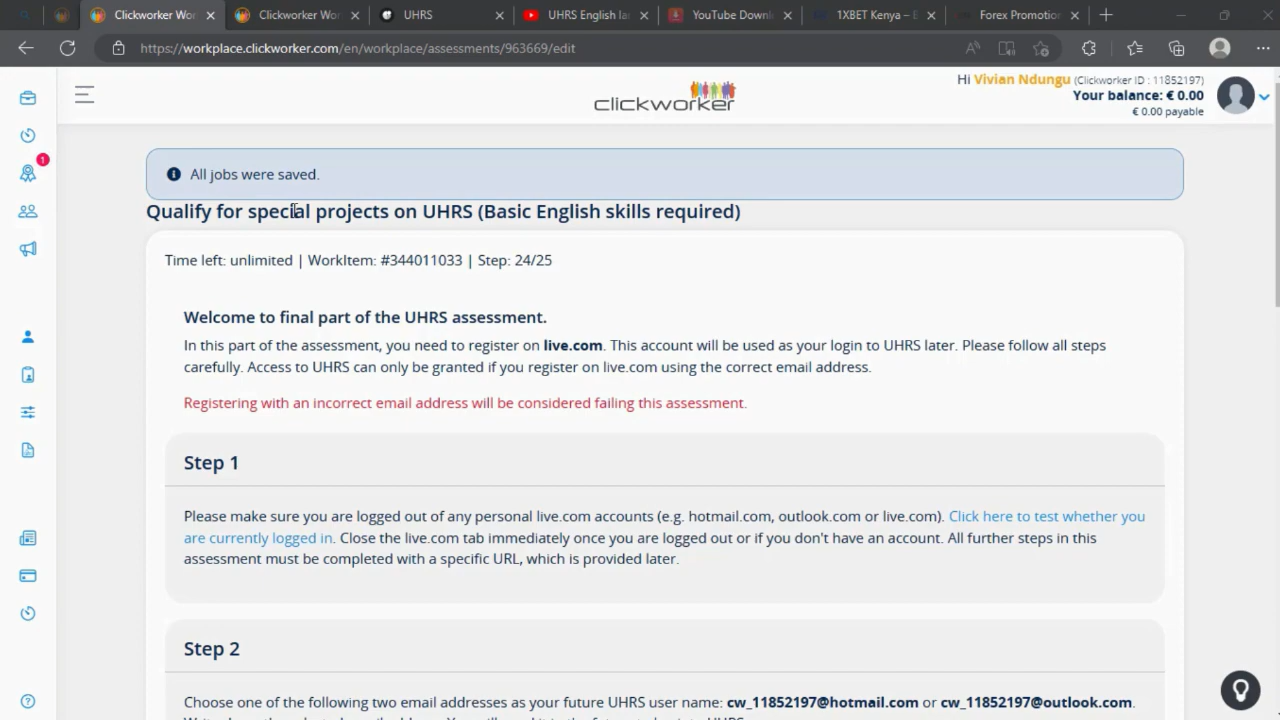 Clickworker Wor
Clickworker Wor
UHRS
UHRS English la
YouTube Downl
1XBET Kenya – E
Forex Promotio
https://workplace.clickworker.com/en/workplace/assessments/963669/edit
clickworker
Hi Vivian Ndungu (Clickworker ID : 11852197)
Your balance: € 0.00
€ 0.00 payable
1
All jobs were saved.
Qualify for special projects on UHRS (Basic English skills required)
Time left: unlimited | WorkItem: #344011033 | Step: 24/25
Welcome to final part of the UHRS assessment.
In this part of the assessment, you need to register on live.com. This account will be used as your login to UHRS later. Please follow all steps
carefully. Access to UHRS can only be granted if you register on live.com using the correct email address.
Registering with an incorrect email address will be considered failing this assessment.
Step 1
Please make sure you are logged out of any personal live.com accounts (e.g. hotmail.com, outlook.com or live.com). Click here to test whether you
are currently logged in. Close the live.com tab immediately once you are logged out or if you don't have an account. All further steps in this
assessment must be completed with a specific URL, which is provided later.
Step 2
Choose one of the following two email addresses as your future UHRS user name: cw_11852197@hotmail.com or cw_11852197@outlook.com.